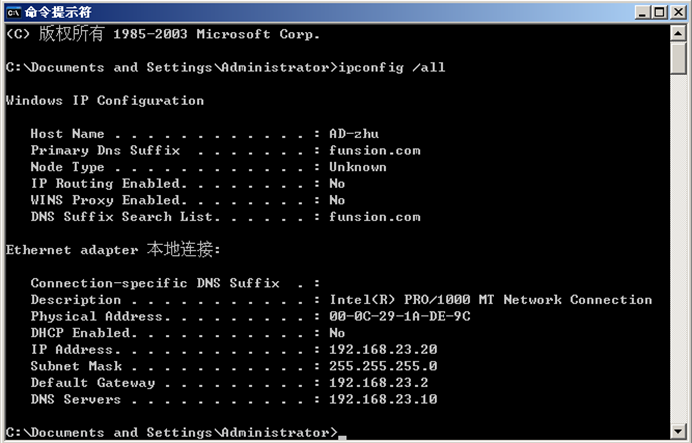 命令提示符
(C) 版权所有 1985-2003 Microsoft Corp.
C:\Documents and Settings\Administrator>ipconfig /all
Windows IP Configuration
Host Name . . . . . . . . . . . . : AD-zhu
Primary Dns Suffix  . . . . . . . : funsion.com
Node Type . . . . . . . . . . . . : Unknown
IP Routing Enabled. . . . . . . . : No
WINS Proxy Enabled. . . . . . . . : No
DNS Suffix Search List. . . . . . : funsion.com
Ethernet adapter 本地连接:
Connection-specific DNS Suffix  . :
Description . . . . . . . . . . . : Intel(R) PRO/1000 MT Network Connection
Physical Address. . . . . . . . . : 00-0C-29-1A-DE-9C
DHCP Enabled. . . . . . . . . . . : No
IP Address. . . . . . . . . . . . : 192.168.23.20
Subnet Mask . . . . . . . . . . . : 255.255.255.0
Default Gateway . . . . . . . . . : 192.168.23.2
DNS Servers . . . . . . . . . . . : 192.168.23.10
C:\Documents and Settings\Administrator>_